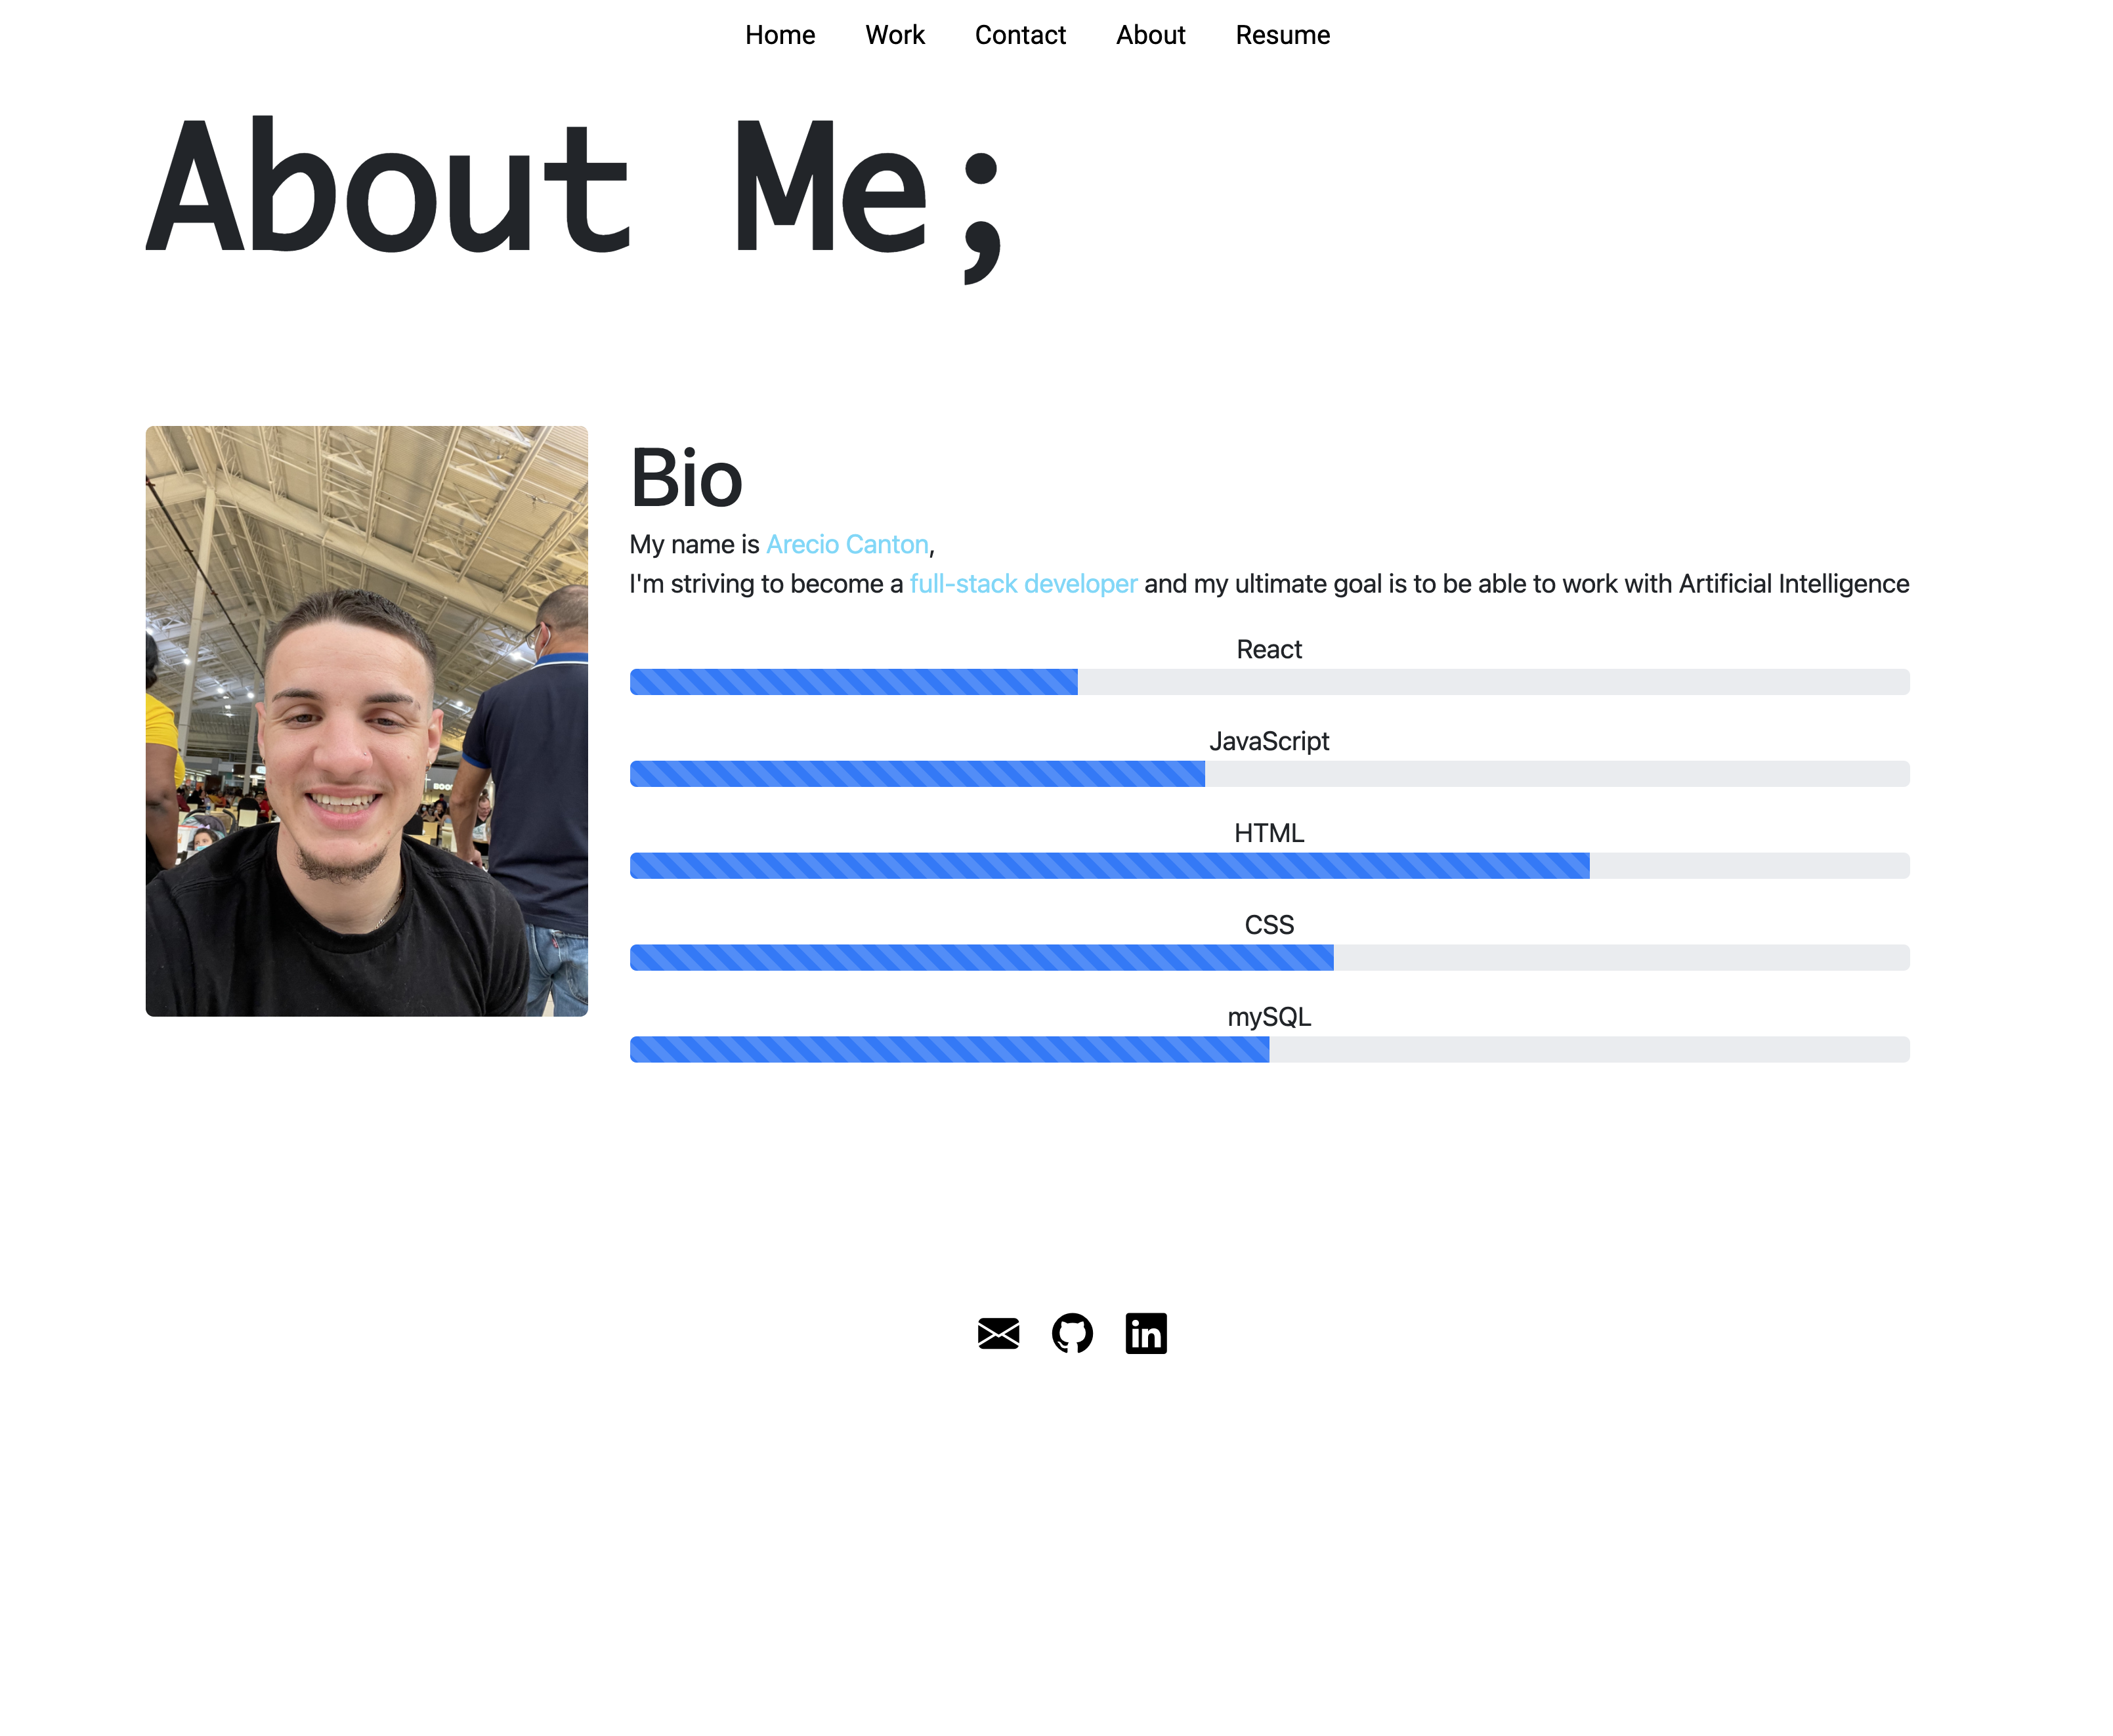 Home Work Contact About Resume
About Me;
Bio
My name is Arecio Canton,
I'm striving to become a full-stack developer and my ultimate goal is to be able to work with Artificial Intelligence
React
JavaScript
HTML
CSS
mySQL
in